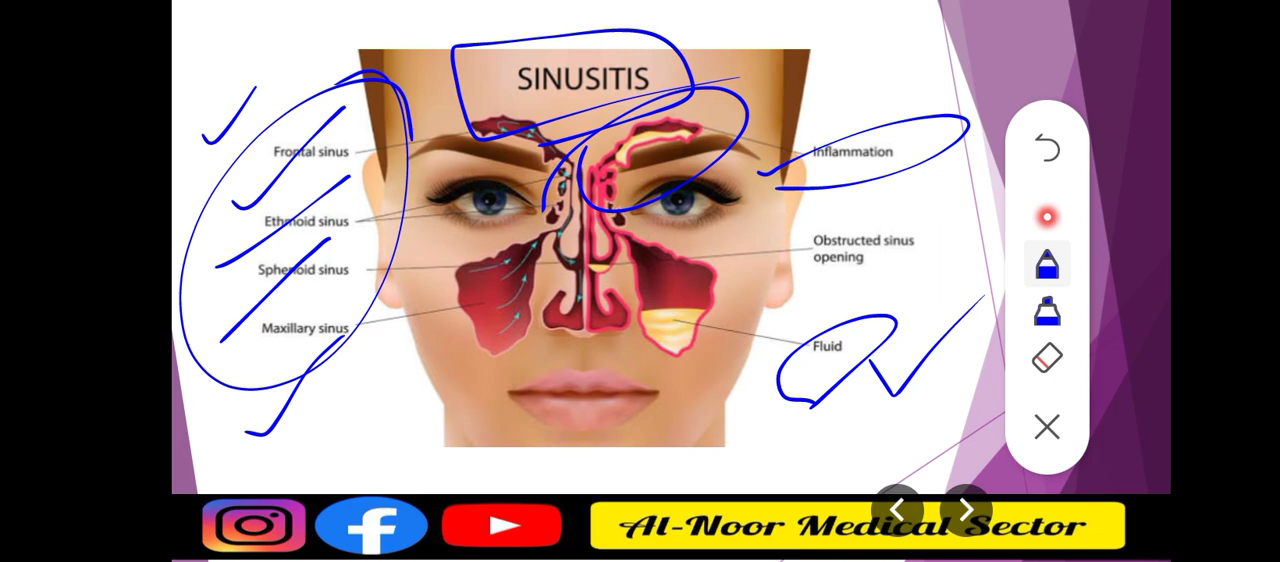 SINUSITIS
Frontal sinus
Ethmoid sinus
Sphenoid sinus
Maxillary sinus
Inflammation
Obstructed sinus
opening
Fluid
Al-Noor Medical Sector